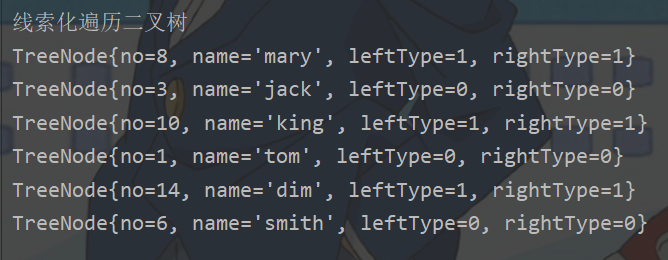 线索化遍历二叉树
TreeNode{no=8, name='mary', leftType=1, rightType=1}
TreeNode{no=3, name='jack', leftType=0, rightType=0}
TreeNode{no=10, name='king', leftType=1, rightType=1}
TreeNode{no=1, name='tom', leftType=0, rightType=0}
TreeNode{no=14, name='dim', leftType=1, rightType=1}
TreeNode{no=6, name='smith', leftType=0, rightType=0}